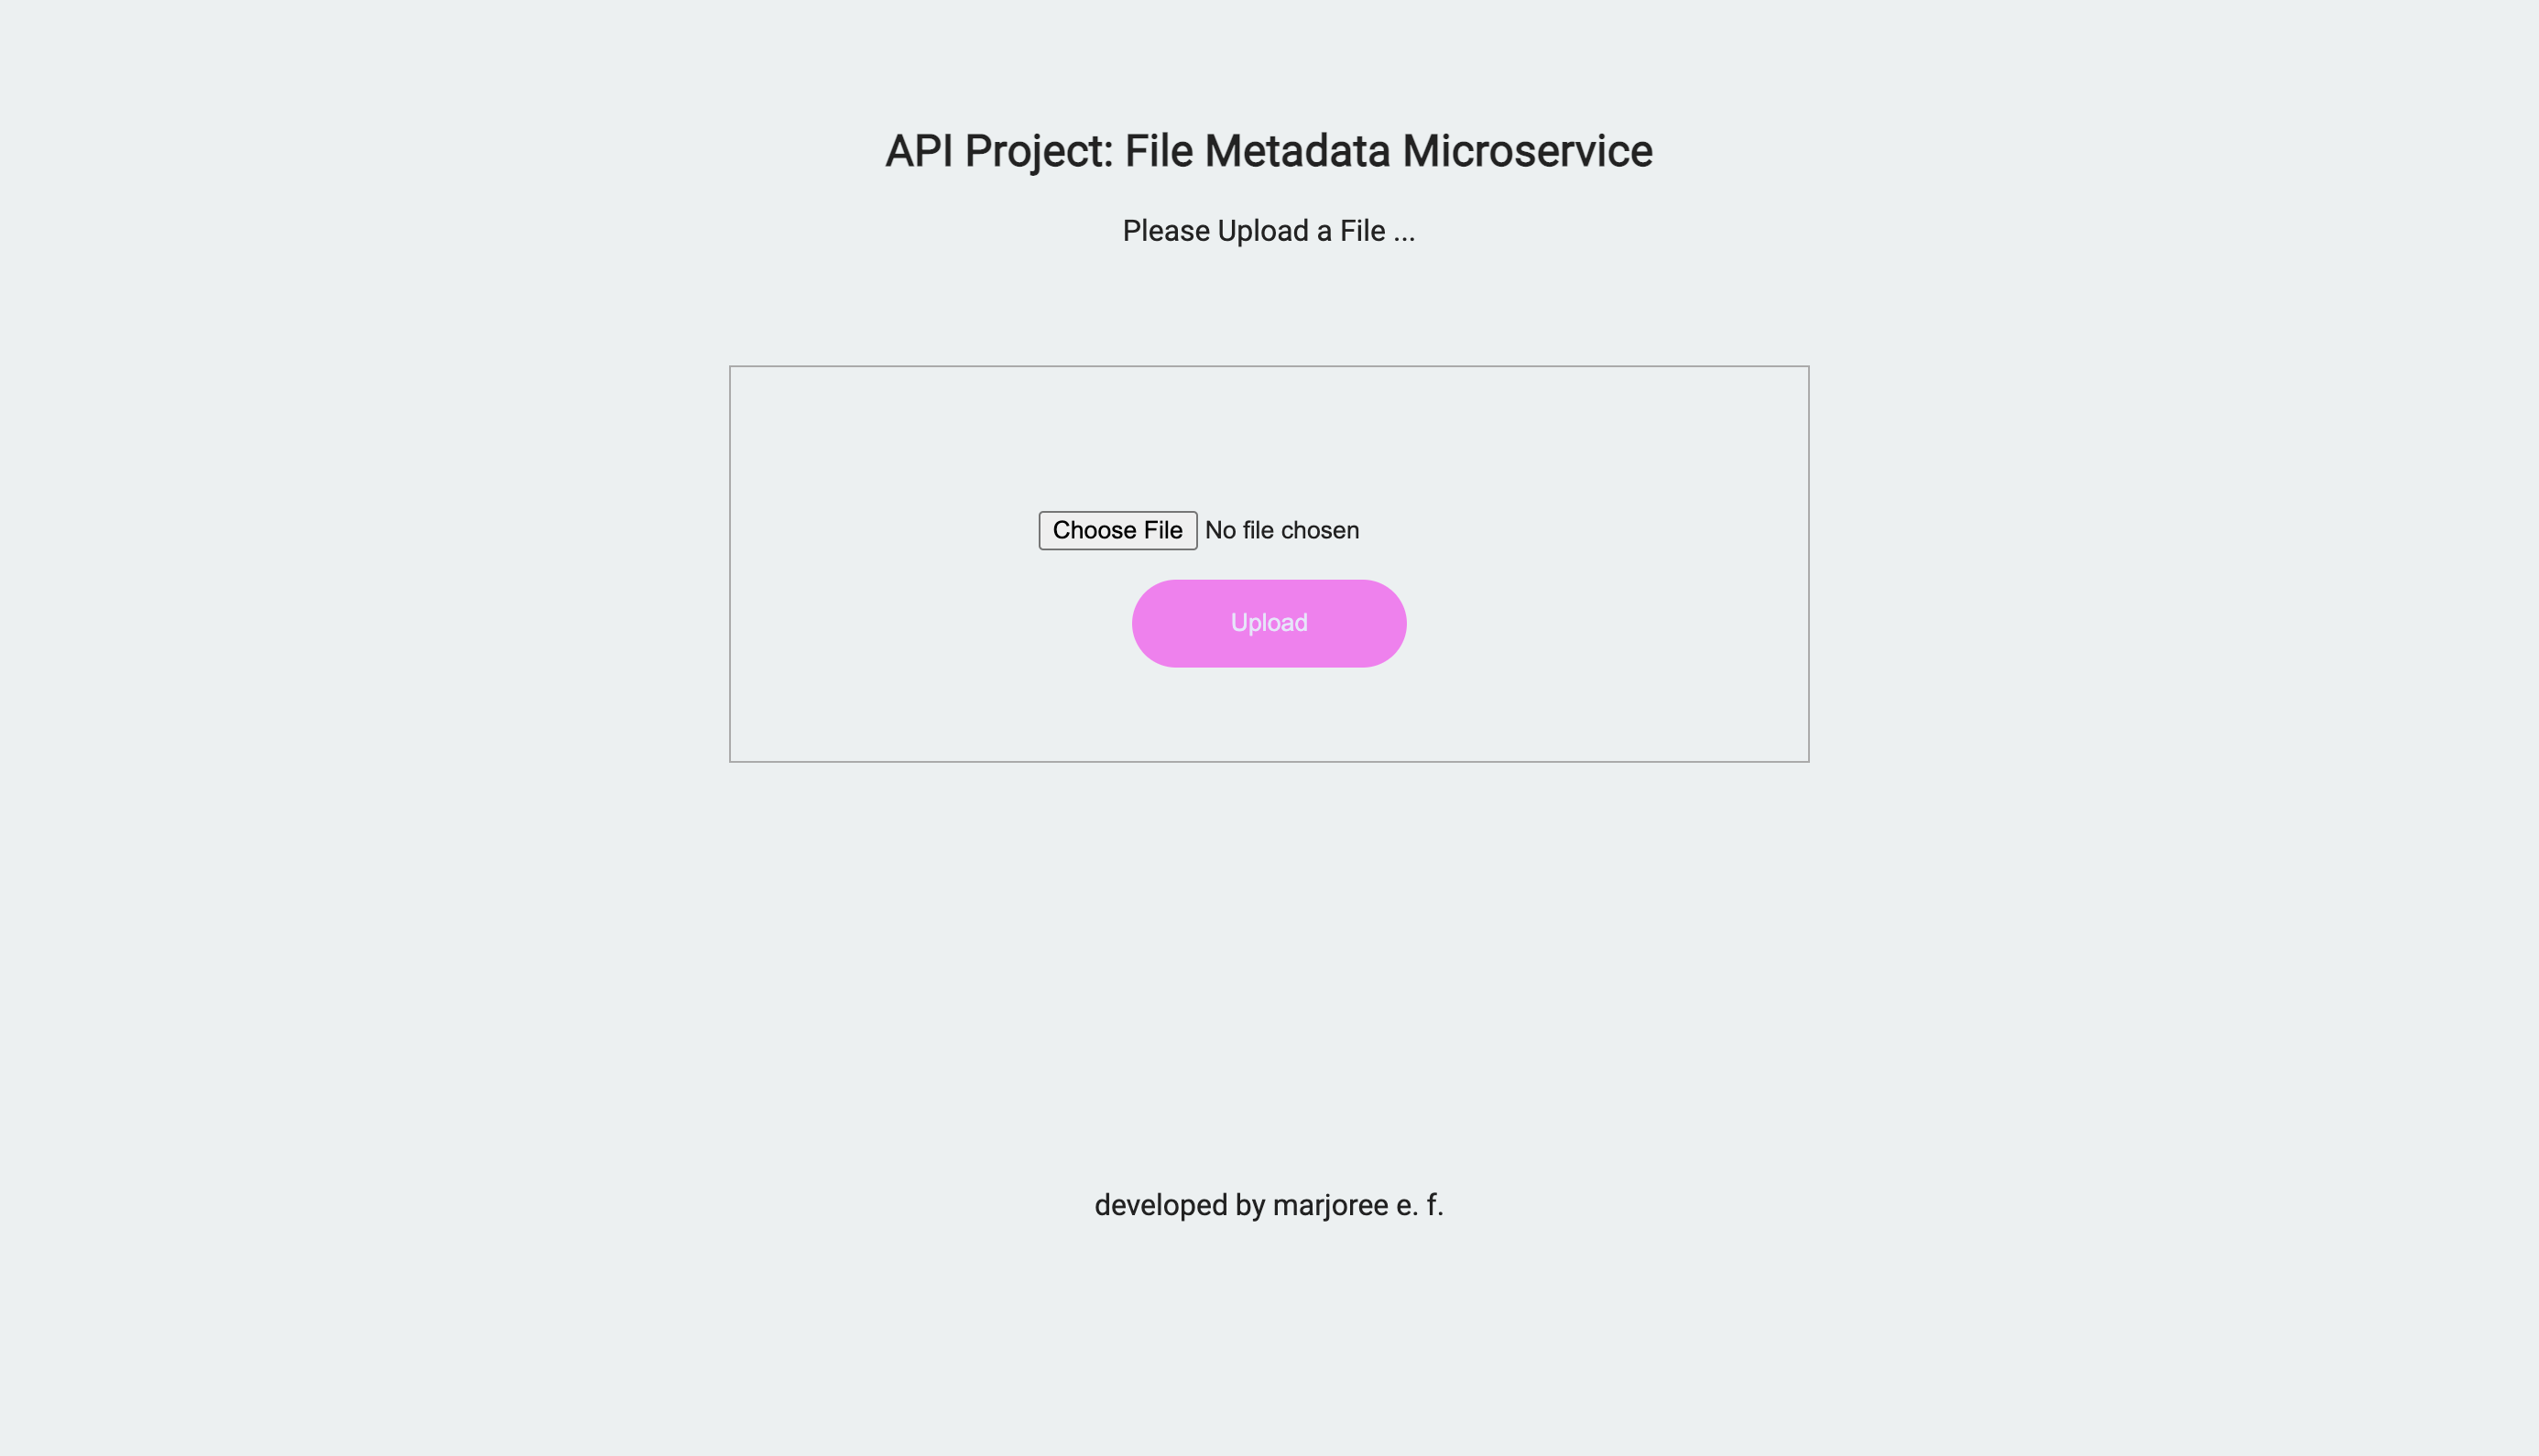 API Project: File Metadata Microservice
Please Upload a File ...
Choose File No file chosen
Upload
developed by marjoree e. f.